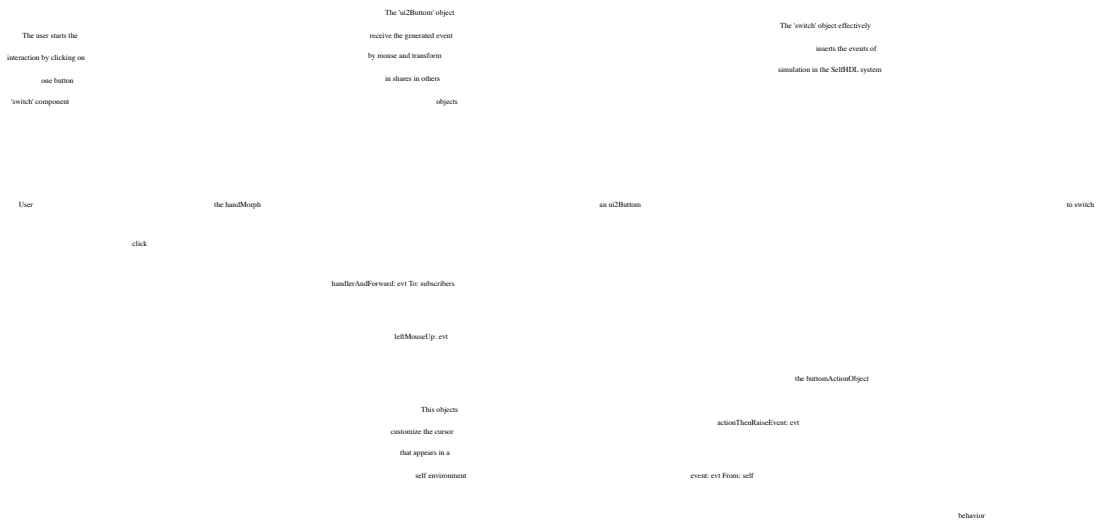 The user starts the
interaction by clicking on
one button
'switch' component
The 'ui2Buttom' object
receive the generated event
by mouse and transform
in shares in others
objects
The 'switch' object effectively
inserts the events of
simulation in the SelfHDL system
User
the handMorph
an ui2Buttom
to switch
click
handlerAndForward: evt To: subscribers
leftMouseUp: evt
the buttomActionObject
This objects
customize the cursor
that appears in a
self environment
actionThenRaiseEvent: evt
event: evt From: self
behavior